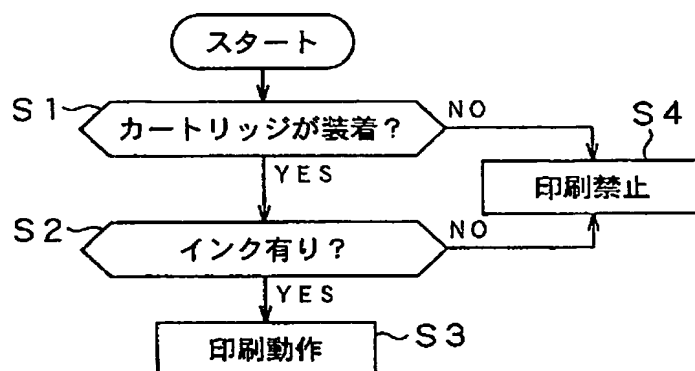 スタート
S1
カートリッジが装着?
NO
S4
YES
印刷禁止
S2
インク有り?
NO
YES
印刷動作
S3